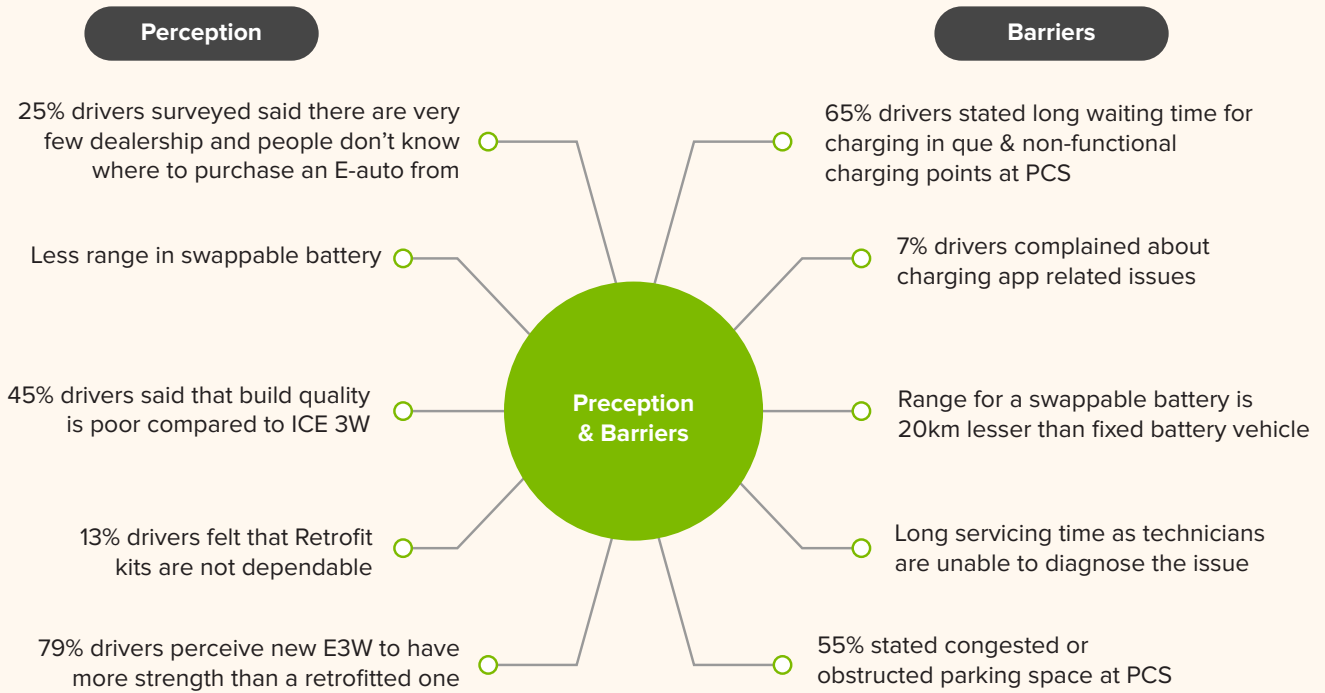 Perception
25% drivers surveyed said there are very
few dealership and people don’t know
where to purchase an E-auto from
Less range in swappable battery
45% drivers said that build quality
is poor compared to ICE 3W
13% drivers felt that Retrofit
kits are not dependable
79% drivers perceive new E3W to have
more strength than a retrofitted one
Preception
& Barriers
Barriers
65% drivers stated long waiting time for
charging in que & non-functional
charging points at PCS
7% drivers complained about
charging app related issues
Range for a swappable battery is
20km lesser than fixed battery vehicle
Long servicing time as technicians
are unable to diagnose the issue
55% stated congested or
obstructed parking space at PCS